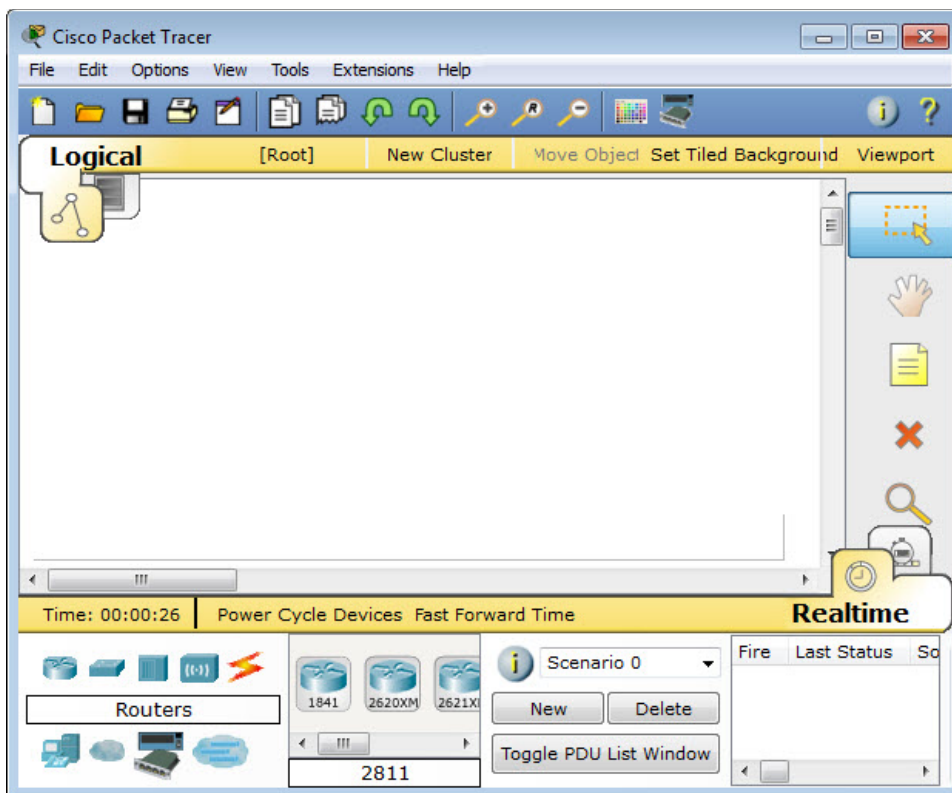 Cisco Packet Tracer
File Edit Options View Tools Extensions Help
Logical [Root] New Cluster Move Object Set Tiled Background Viewport
Time: 00:00:26 Power Cycle Devices Fast Forward Time Realtime
Routers
1841 2620XM 2621XM
2811
Scenario 0
New Delete
Toggle PDU List Window
Fire Last Status So